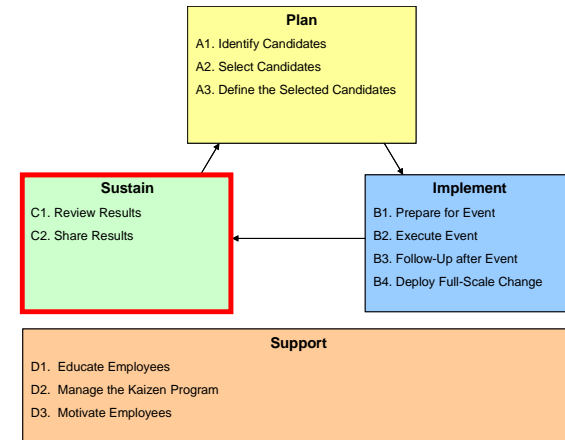 Plan
A1. Identify Candidates
A2. Select Candidates
A3. Define the Selected Candidates
Sustain
C1. Review Results
C2. Share Results
Implement
B1. Prepare for Event
B2. Execute Event
B3. Follow-Up after Event
B4. Deploy Full-Scale Change
Support
D1. Educate Employees
D2. Manage the Kaizen Program
D3. Motivate Employees